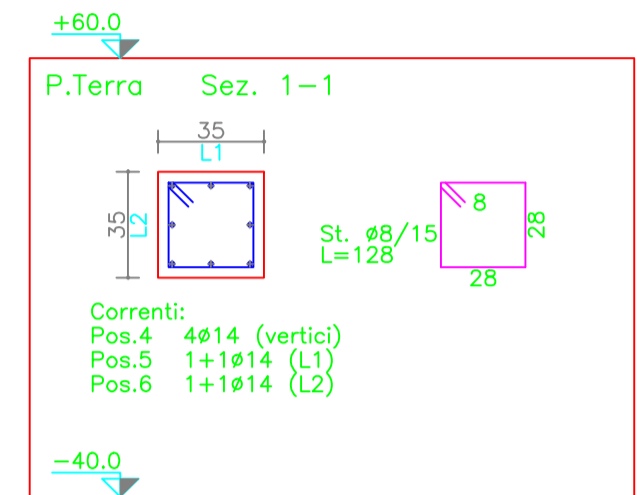 +60.0
P.Terra Sez. 1-1
35
L1
35
L2
St. ø8/15
L=128
8
28
28
Correnti:
Pos.4 4ø14 (vertici)
Pos.5 1+1ø14 (L1)
Pos.6 1+1ø14 (L2)
-40.0